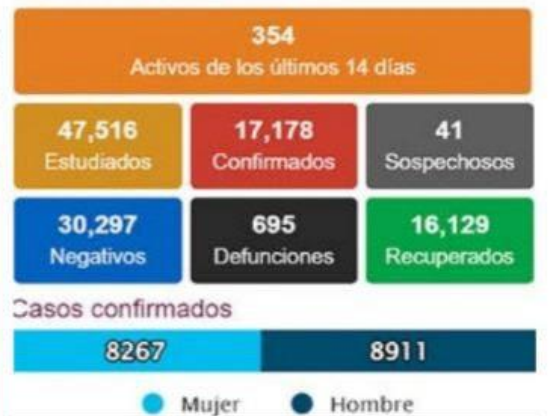 354
Activos de los últimos 14 días
47,516 17,178 41
Estudiados Confirmados Sospechosos
30,297 695 16,129
Negativos Defunciones Recuperados
Casos confirmados
8267 8911
Mujer Hombre